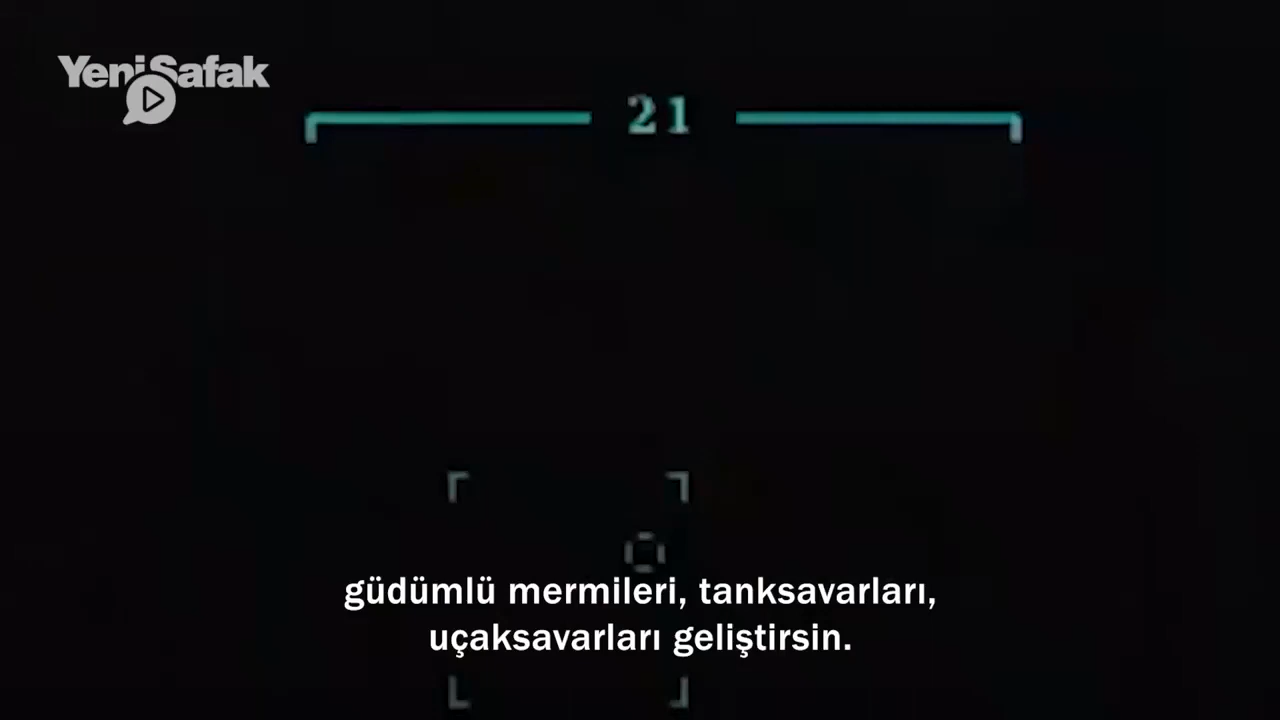 YeniSafak
21
güdümlü mermileri, tanksavarları,
uçaksavarları geliştirsin.